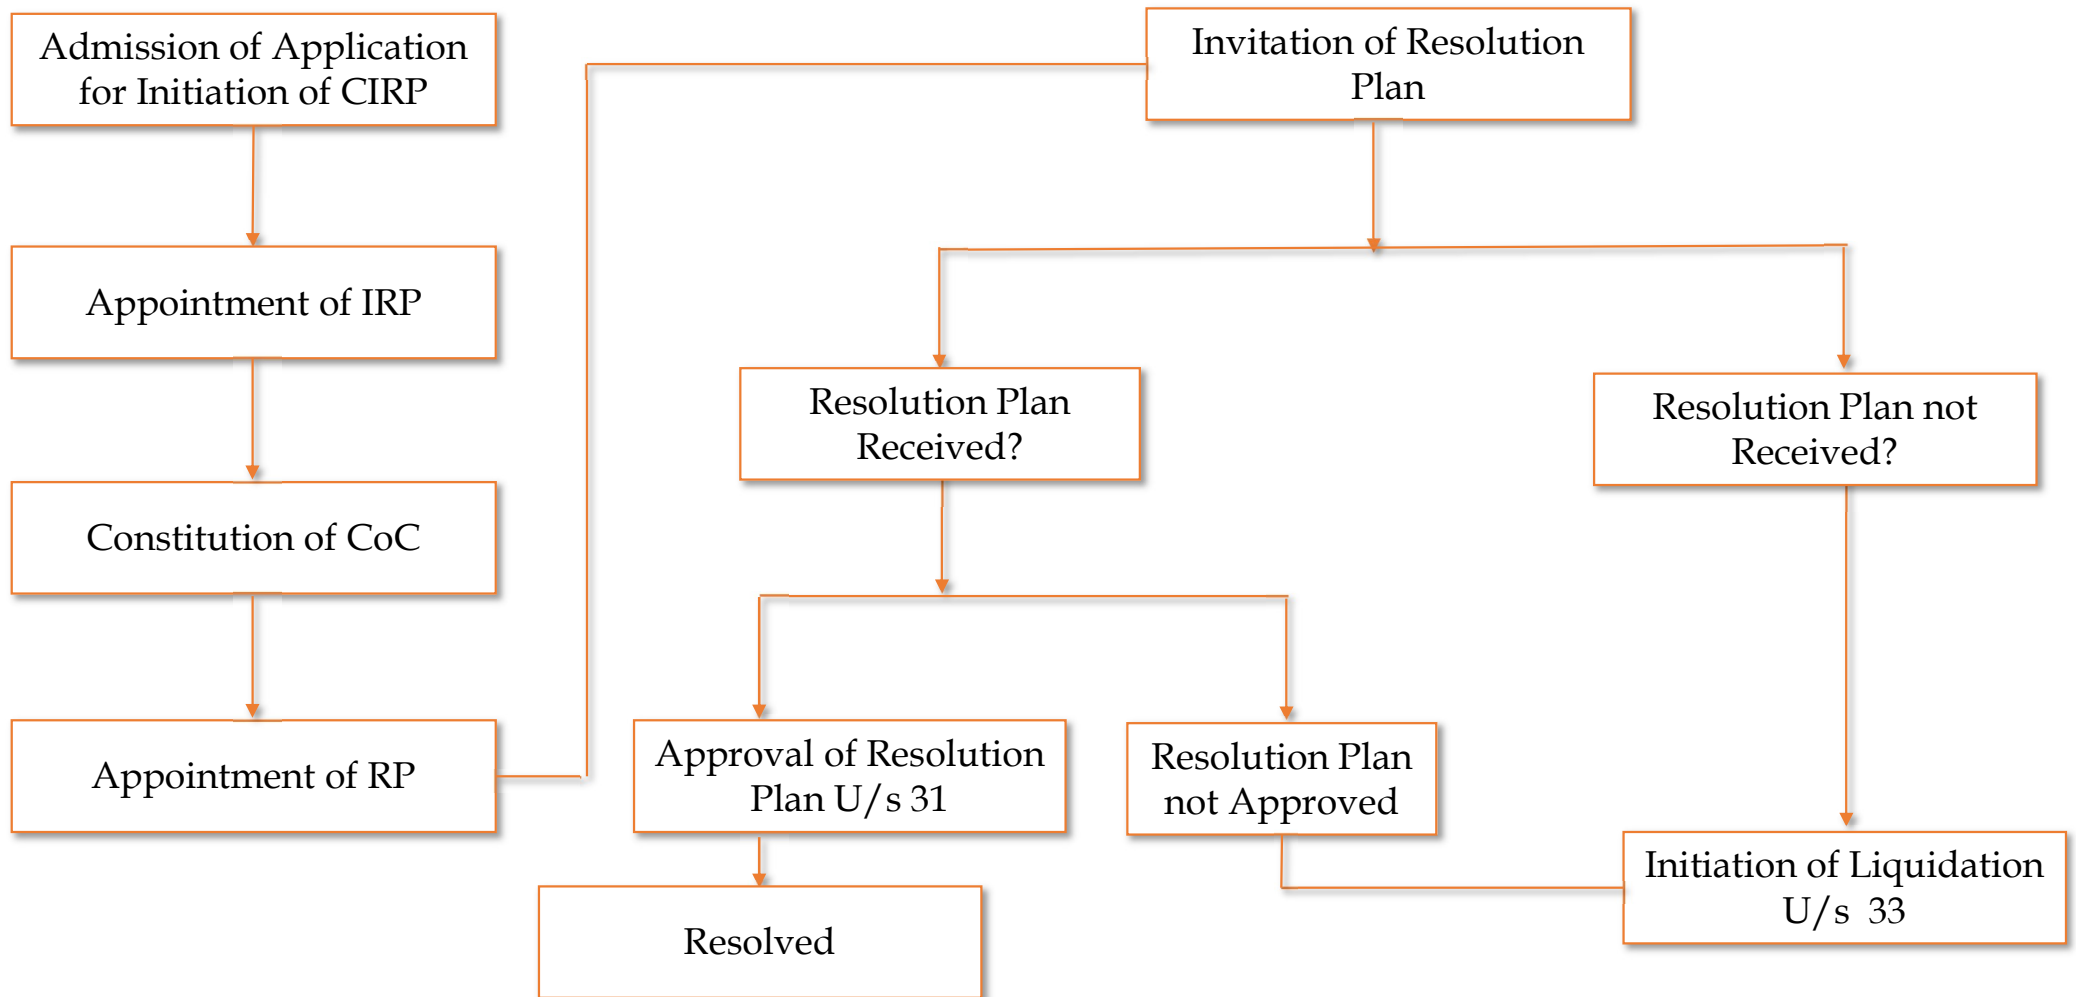 Admission of Application
for Initiation of CIRP
Appointment of IRP
Constitution of CoC
Appointment of RP
Invitation of Resolution
Plan
Resolution Plan
Received?
Resolution Plan not
Received?
Approval of Resolution
Plan U/s 31
Resolution Plan
not Approved
Initiation of Liquidation
U/s  33
Resolved